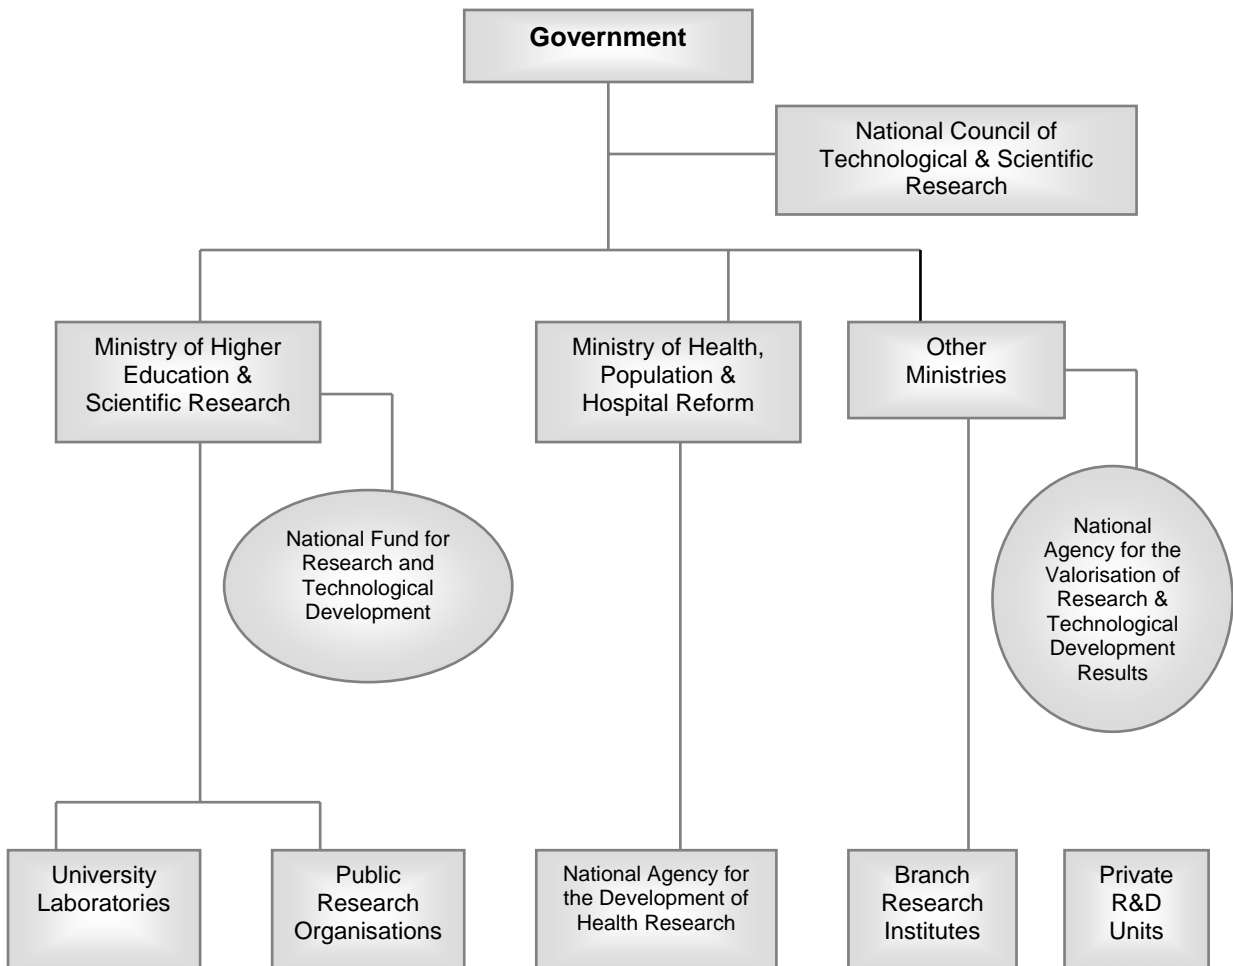 Government
National Council of
Technological & Scientific
Research
Ministry of Higher
Education &
Scientific Research
Ministry of Health,
Population &
Hospital Reform
Other
Ministries
National Fund for
Research and
Technological
Development
National
Agency for the
Valorisation of
Research &
Technological
Development
Results
University
Laboratories
Public
Research
Organisations
National Agency for
the Development of
Health Research
Branch
Research
Institutes
Private
R&D
Units